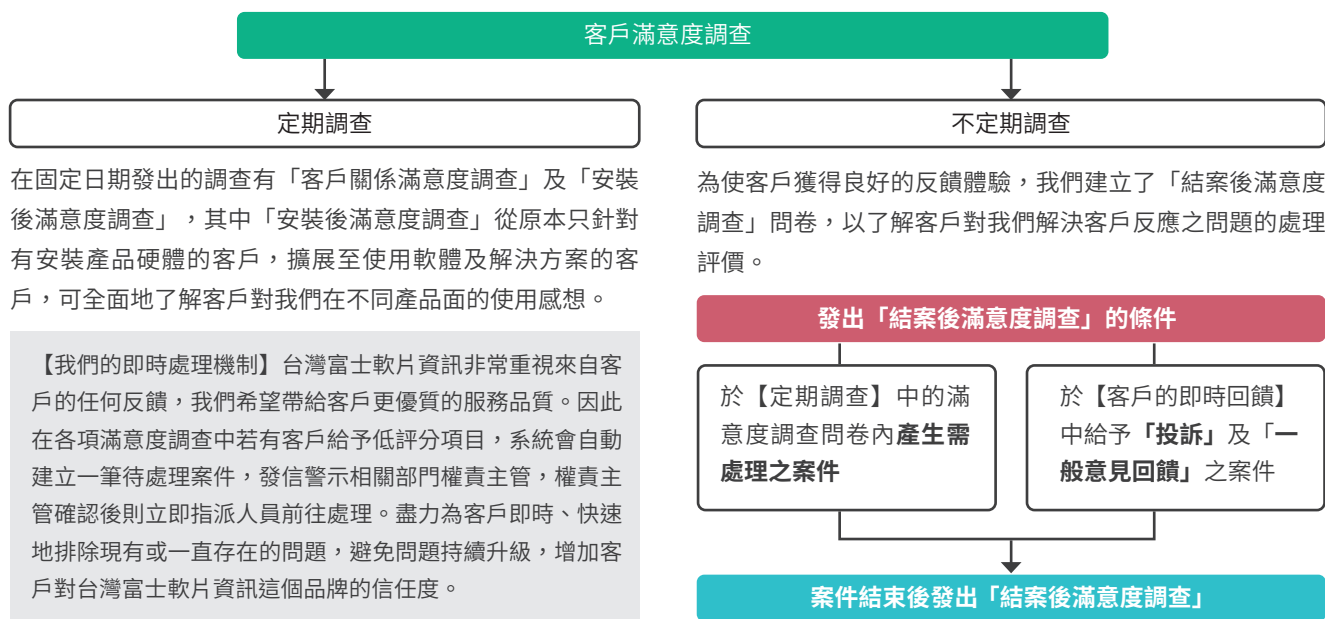 客戶滿意度調查
定期調查
在固定日期發出的調查有「客戶關係滿意度調查」及「安裝
後滿意度調查」，其中「安裝後滿意度調查」從原本只針對
有安裝產品硬體的客戶，擴展至使用軟體及解決方案的客
戶，可全面地了解客戶對我們在不同產品面的使用感想。
【我們的即時處理機制】台灣富士軟片資訊非常重視來自客
戶的任何反饋，我們希望帶給客戶更優質的服務品質。因此
在各項滿意度調查中若有客戶給予低評分項目，系統會自動
建立一筆待處理案件，發信警示相關部門權責主管，權責主
管確認後則立即指派人員前往處理。盡力為客戶即時、快速
地排除現有或一直存在的問題，避免問題持續升級，增加客
戶對台灣富士軟片資訊這個品牌的信任度。
不定期調查
為使客戶獲得良好的反饋體驗，我們建立了「結案後滿意度
調查」問卷，以了解客戶對我們解決客戶反應之問題的處理
評價。
發出「結案後滿意度調查」的條件
於【定期調查】中的滿
意度調查問卷內產生需
處理之案件
於【客戶的即時回饋】
中給予「投訴」及「一
般意見回饋」之案件
案件結束後發出「結案後滿意度調查」